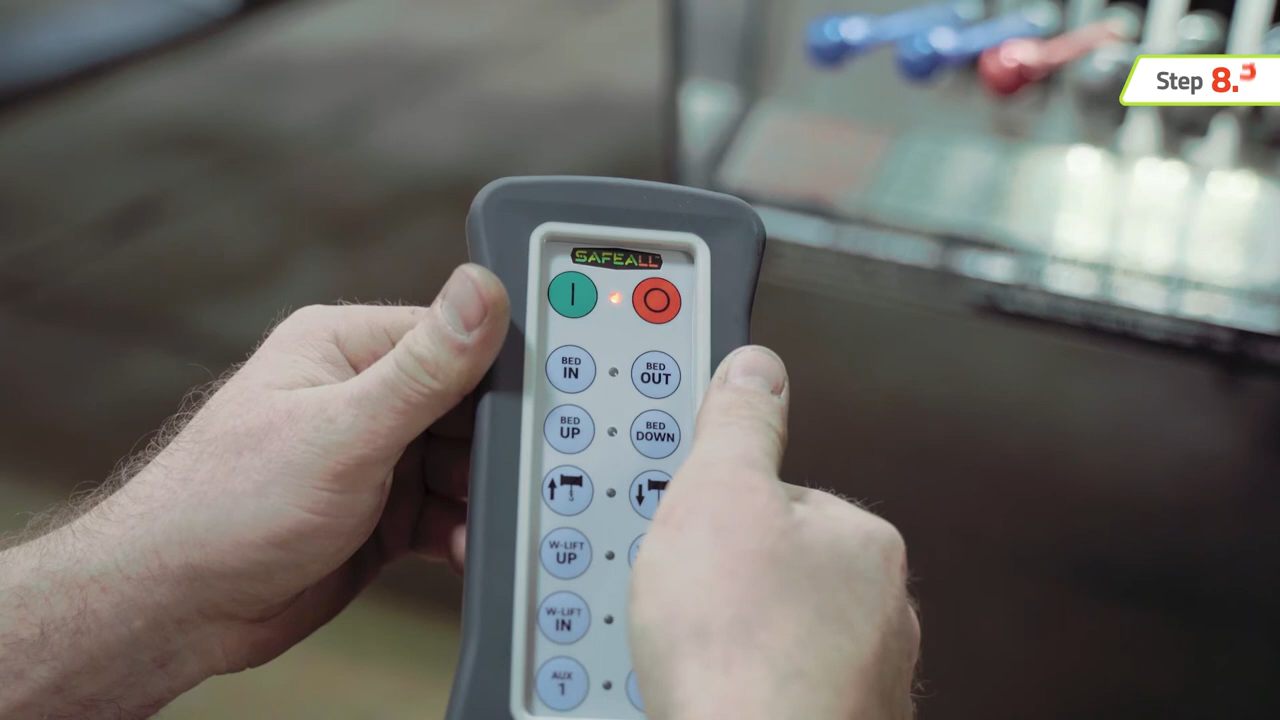 Step 8.
SAFEALL
BED IN
BED OUT
BED UP
BED DOWN
W-LIFT UP
W-LIFT IN
AUX 1